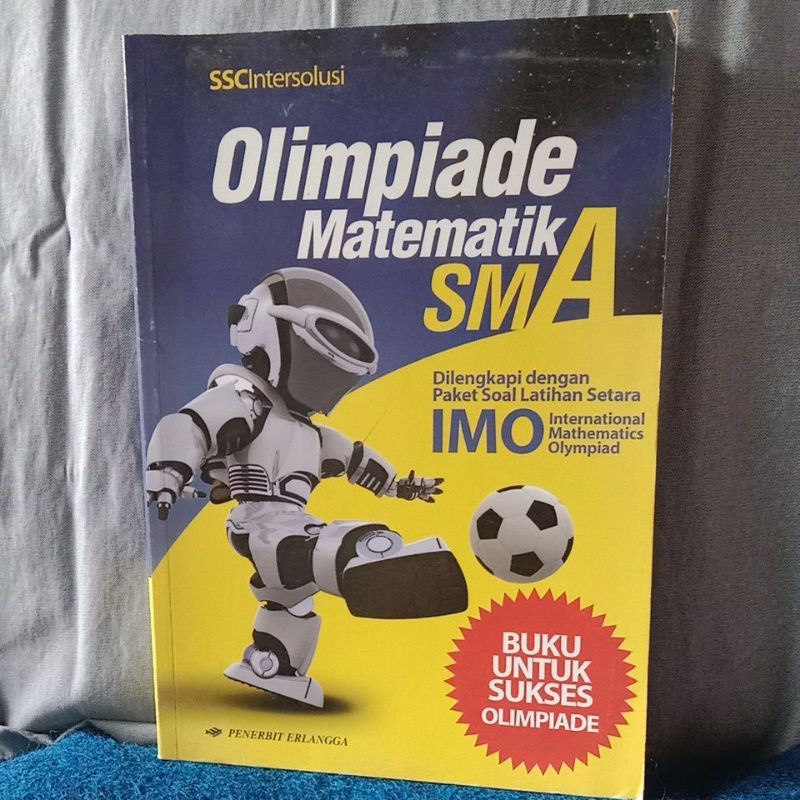 SSCIntersolusi
Olimpiade
Matematik
SMA
Dilengkapi dengan
Paket Soal Latihan Setara
IMO International
Mathematics
Olympiad
BUKU
UNTUK
SUKSES
OLIMPIADE
PENERBIT ERLANGGA